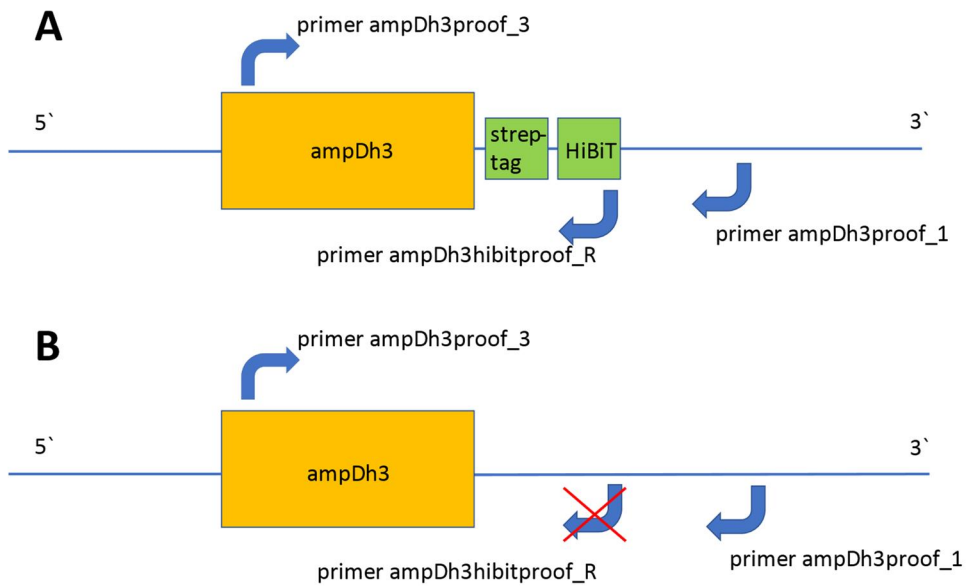 A
primer ampDh3proof_3
5`
3`
ampDh3
strep-
tag
HiBiT
primer ampDh3proof_1
primer ampDh3hibitproof_R
B
primer ampDh3proof_3
5`
3`
ampDh3
primer ampDh3proof_1
primer ampDh3hibitproof_R